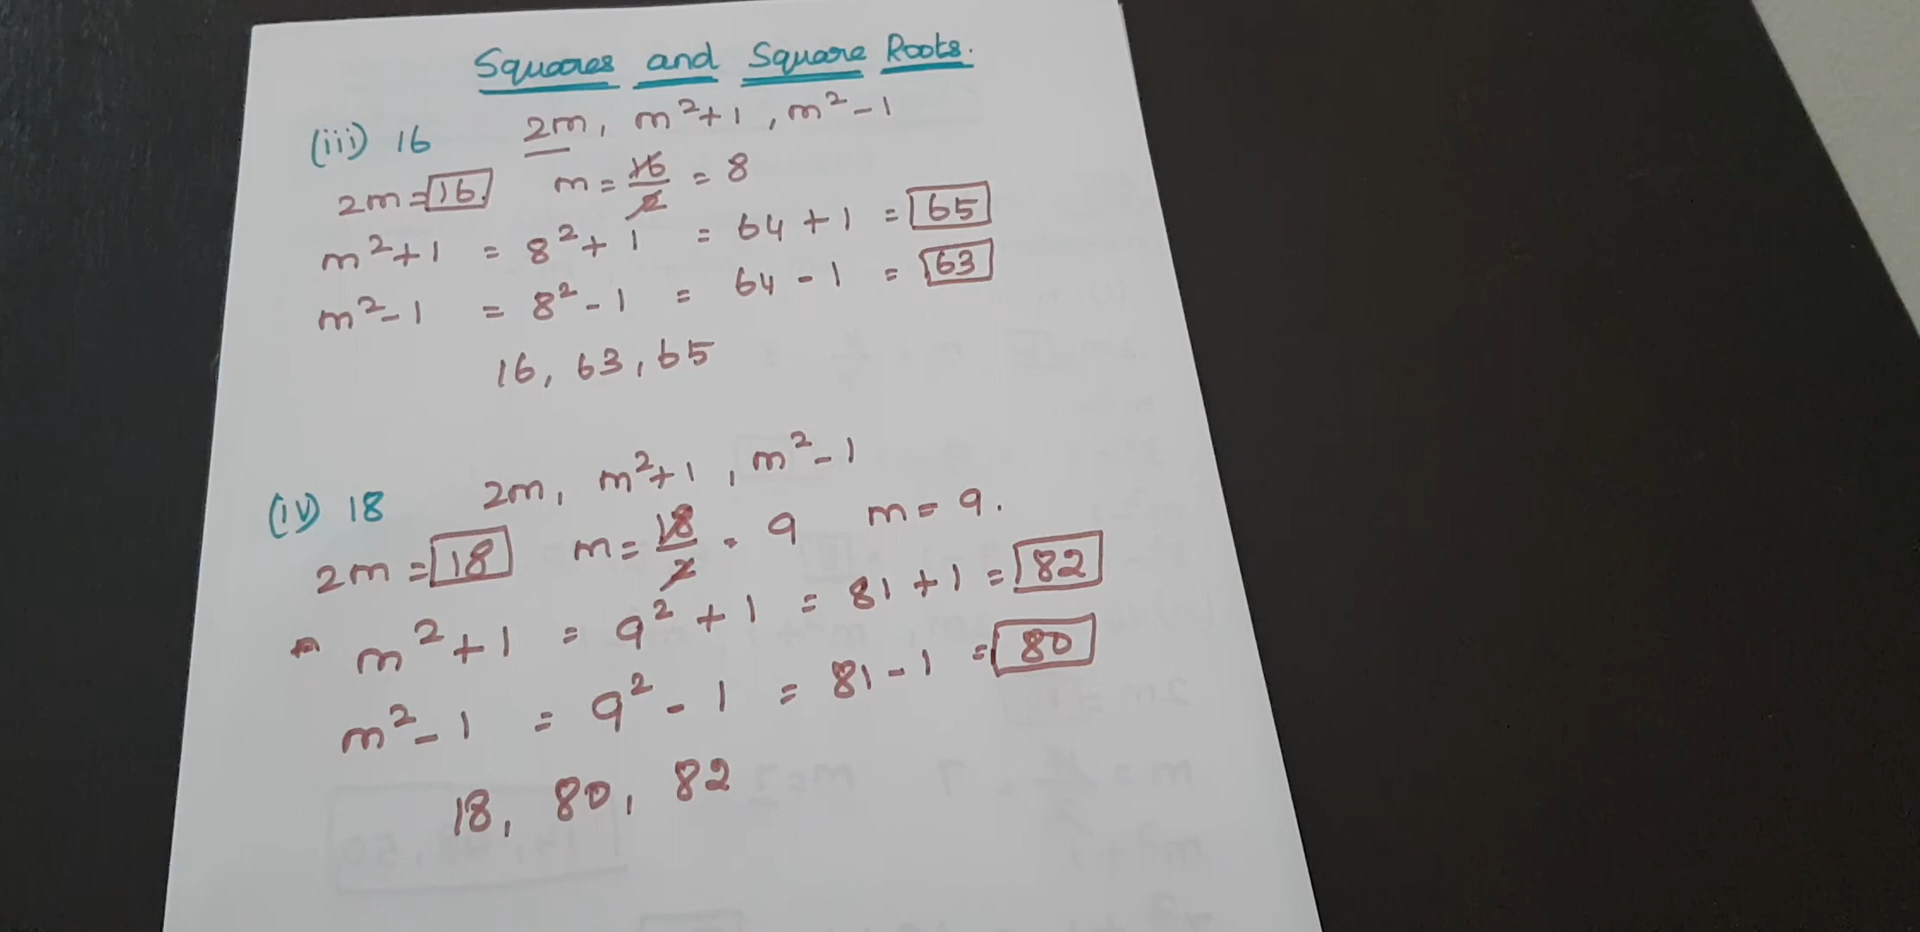 Squares and Square Roots.
(iii) 16 2m, m²+1, m²-1
2m = 16. m = 16/2 = 8
m²+1 = 8²+1 = 64+1 = 65
m²-1 = 8²-1 = 64-1 = 63
16, 63, 65
(iv) 18 2m, m²+1, m²-1
2m = 18 m = 18/2 = 9 m = 9.
m²+1 = 9²+1 = 81+1 = 82
m²-1 = 9²-1 = 81-1 = 80
18, 80, 82